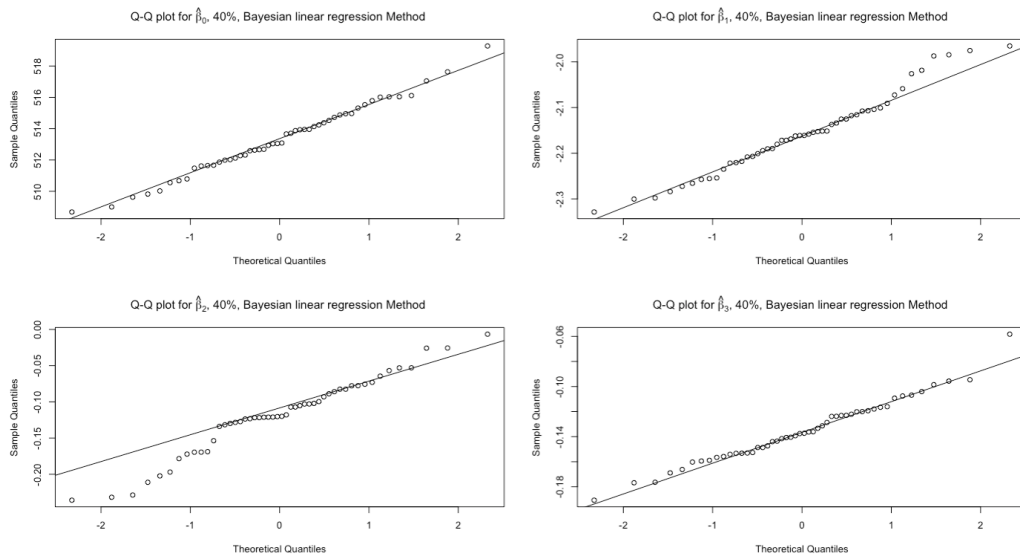 Q-Q plot for β̂₀, 40%, Bayesian linear regression Method
Sample Quantiles
518
516
514
512
510
-2 -1 0 1 2
Theoretical Quantiles
Q-Q plot for β̂₁, 40%, Bayesian linear regression Method
Sample Quantiles
-2.0
-2.1
-2.2
-2.3
-2 -1 0 1 2
Theoretical Quantiles
Q-Q plot for β̂₂, 40%, Bayesian linear regression Method
Sample Quantiles
0.00
-0.05
-0.10
-0.15
-0.20
-2 -1 0 1 2
Theoretical Quantiles
Q-Q plot for β̂₃, 40%, Bayesian linear regression Method
Sample Quantiles
-0.06
-0.10
-0.14
-0.18
-2 -1 0 1 2
Theoretical Quantiles